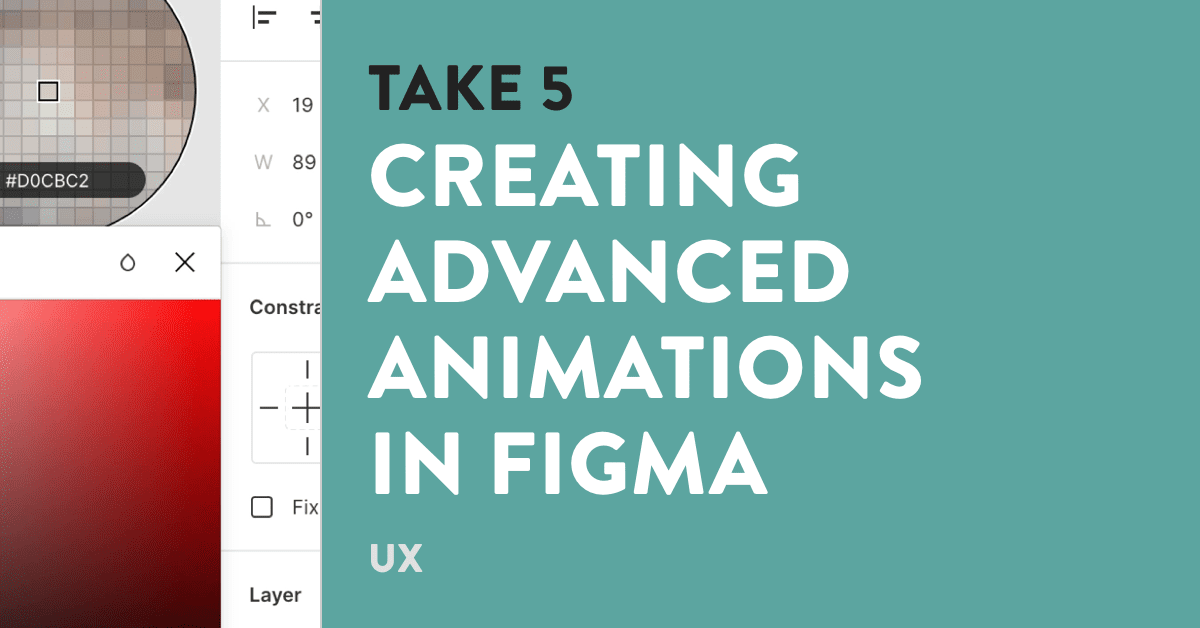 #D0CBC2
X 19
W 89
0°
Constra
Fix
Layer
TAKE 5
CREATING
ADVANCED
ANIMATIONS
IN FIGMA
UX